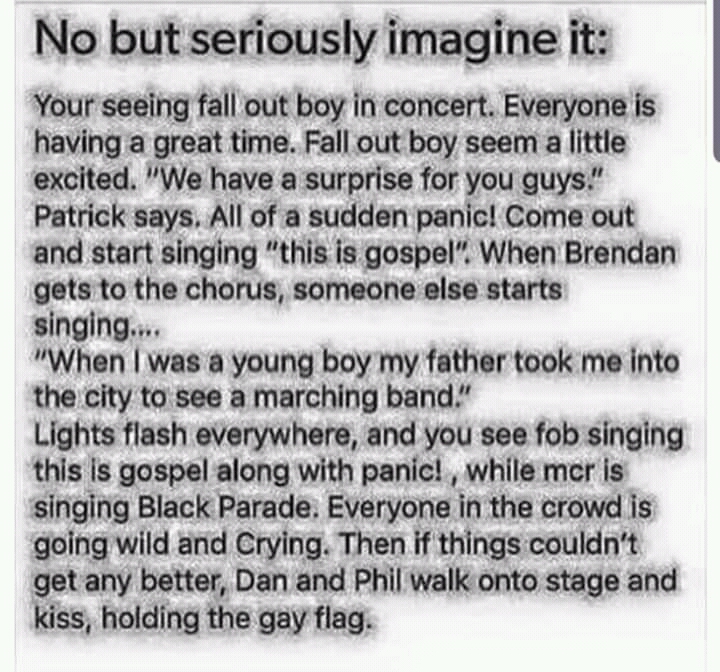 No but seriously imagine it:
Your seeing fall out boy in concert. Everyone is
having a great time. Fall out boy seem a little
excited. "We have a surprise for you guys."
Patrick says. All of a sudden panic! Come out
and start singing "this is gospel". When Brendan
gets to the chorus, someone else starts
singing....
"When I was a young boy my father took me into
the city to see a marching band."
Lights flash everywhere, and you see fob singing
this is gospel along with panic! , while mcr is
singing Black Parade. Everyone in the crowd is
going wild and Crying. Then if things couldn't
get any better, Dan and Phil walk onto stage and
kiss, holding the gay flag.